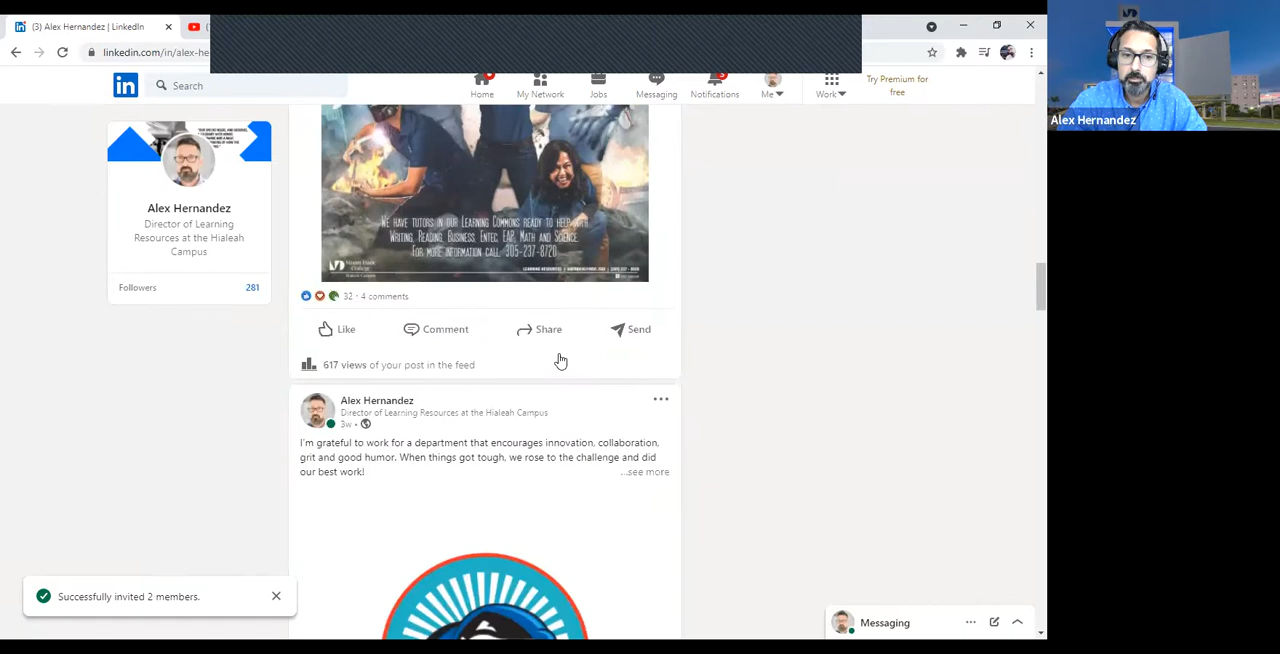 (3) Alex Hernandez | LinkedIn
linkedin.com/in/alex-he
Search
Home
My Network
Jobs
Messaging
Notifications
Me
Work
Try Premium for
free
Alex Hernandez
Alex Hernandez
Director of Learning
Resources at the Hialeah
Campus
Followers 281
WE HAVE TUTORS IN OUR LEARNING COMMONS READY TO HELP WITH
WRITING, READING, BUSINESS, ENTEC, EAP, MATH AND SCIENCE.
FOR MORE INFORMATION CALL 305-237-8720
Miami Dade
College
32 · 4 comments
Like Comment Share Send
617 views of your post in the feed
Alex Hernandez
Director of Learning Resources at the Hialeah Campus
3w •
I'm grateful to work for a department that encourages innovation, collaboration,
grit and good humor. When things got tough, we rose to the challenge and did
our best work! ...see more
Successfully invited 2 members.
Messaging